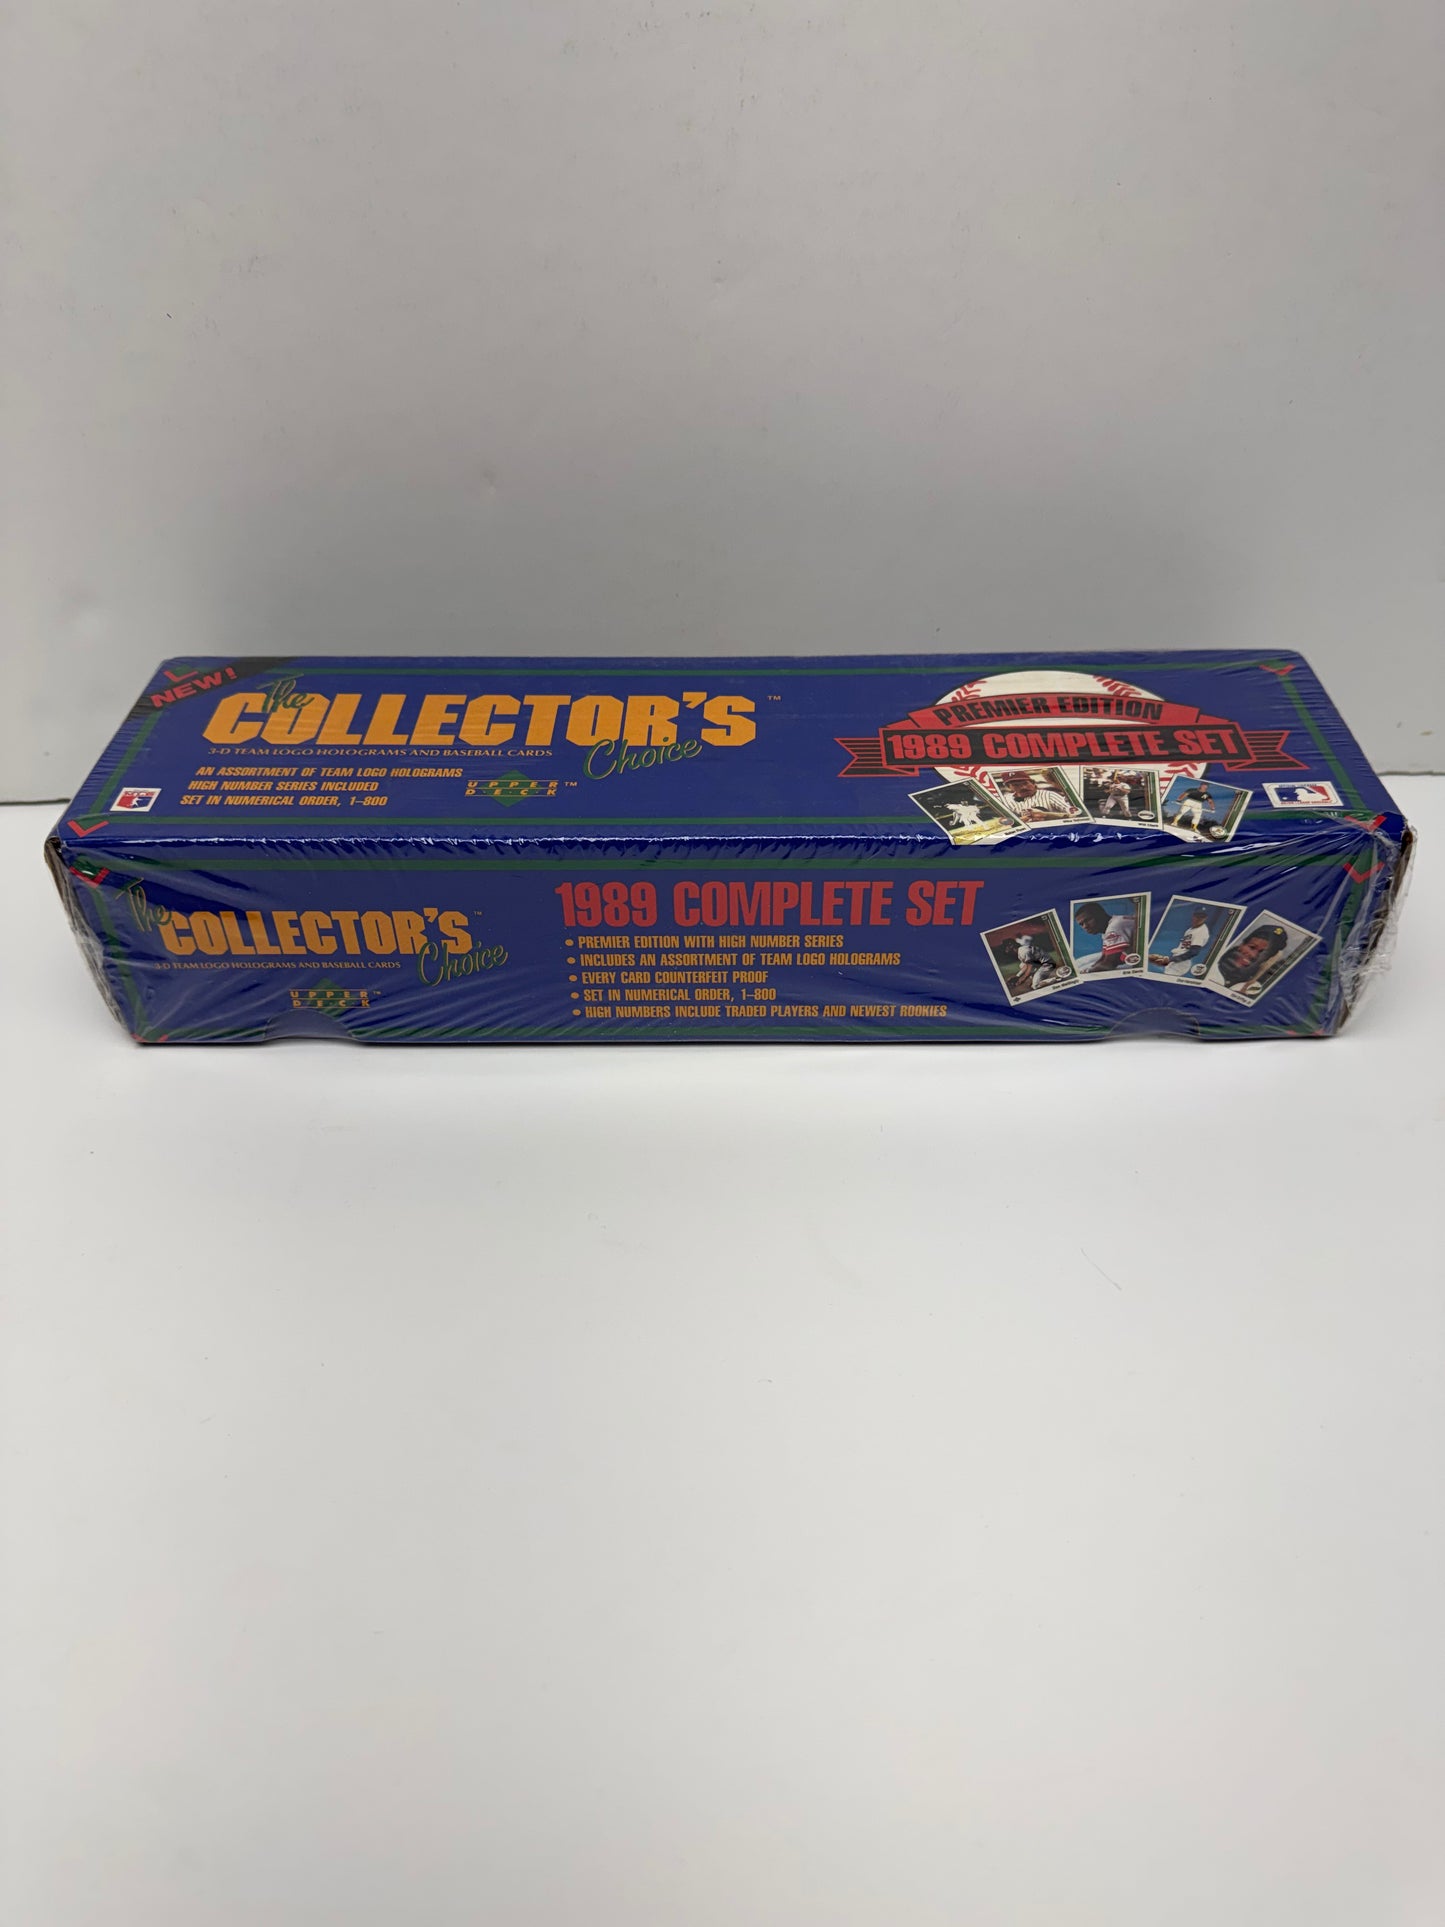 NEW!
The
COLLECTOR'S™
Choice
3-D TEAM LOGO HOLOGRAMS AND BASEBALL CARDS
AN ASSORTMENT OF TEAM LOGO HOLOGRAMS
HIGH NUMBER SERIES INCLUDED
SET IN NUMERICAL ORDER, 1–800
UPPER™
DECK
PREMIER EDITION
1989 COMPLETE SET
The
COLLECTOR'S™
Choice
3-D TEAM LOGO HOLOGRAMS AND BASEBALL CARDS
UPPER™
DECK
1989 COMPLETE SET
• PREMIER EDITION WITH HIGH NUMBER SERIES
• INCLUDES AN ASSORTMENT OF TEAM LOGO HOLOGRAMS
• EVERY CARD COUNTERFEIT PROOF
• SET IN NUMERICAL ORDER, 1–800
• HIGH NUMBERS INCLUDE TRADED PLAYERS AND NEWEST ROOKIES